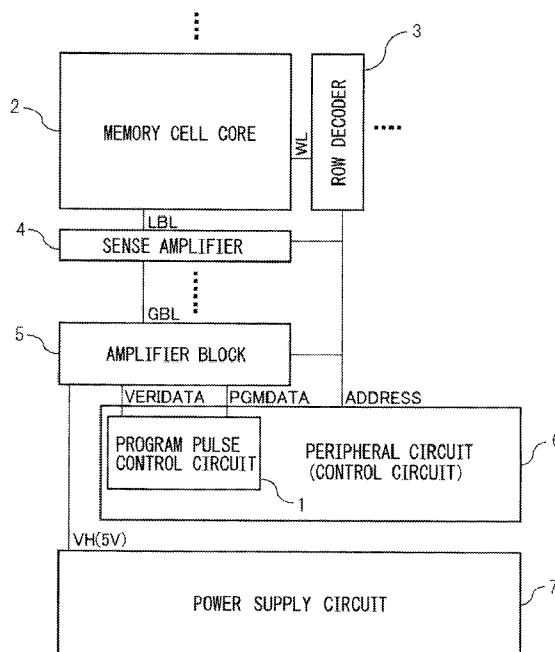 3
2
MEMORY CELL CORE
WL
ROW DECODER
LBL
4
SENSE AMPLIFIER
GBL
5
AMPLIFIER BLOCK
VERIDATA
PGMDATA
ADDRESS
PROGRAM PULSE
CONTROL CIRCUIT
PERIPHERAL CIRCUIT
(CONTROL CIRCUIT)
6
1
VH(5V)
POWER SUPPLY CIRCUIT
7